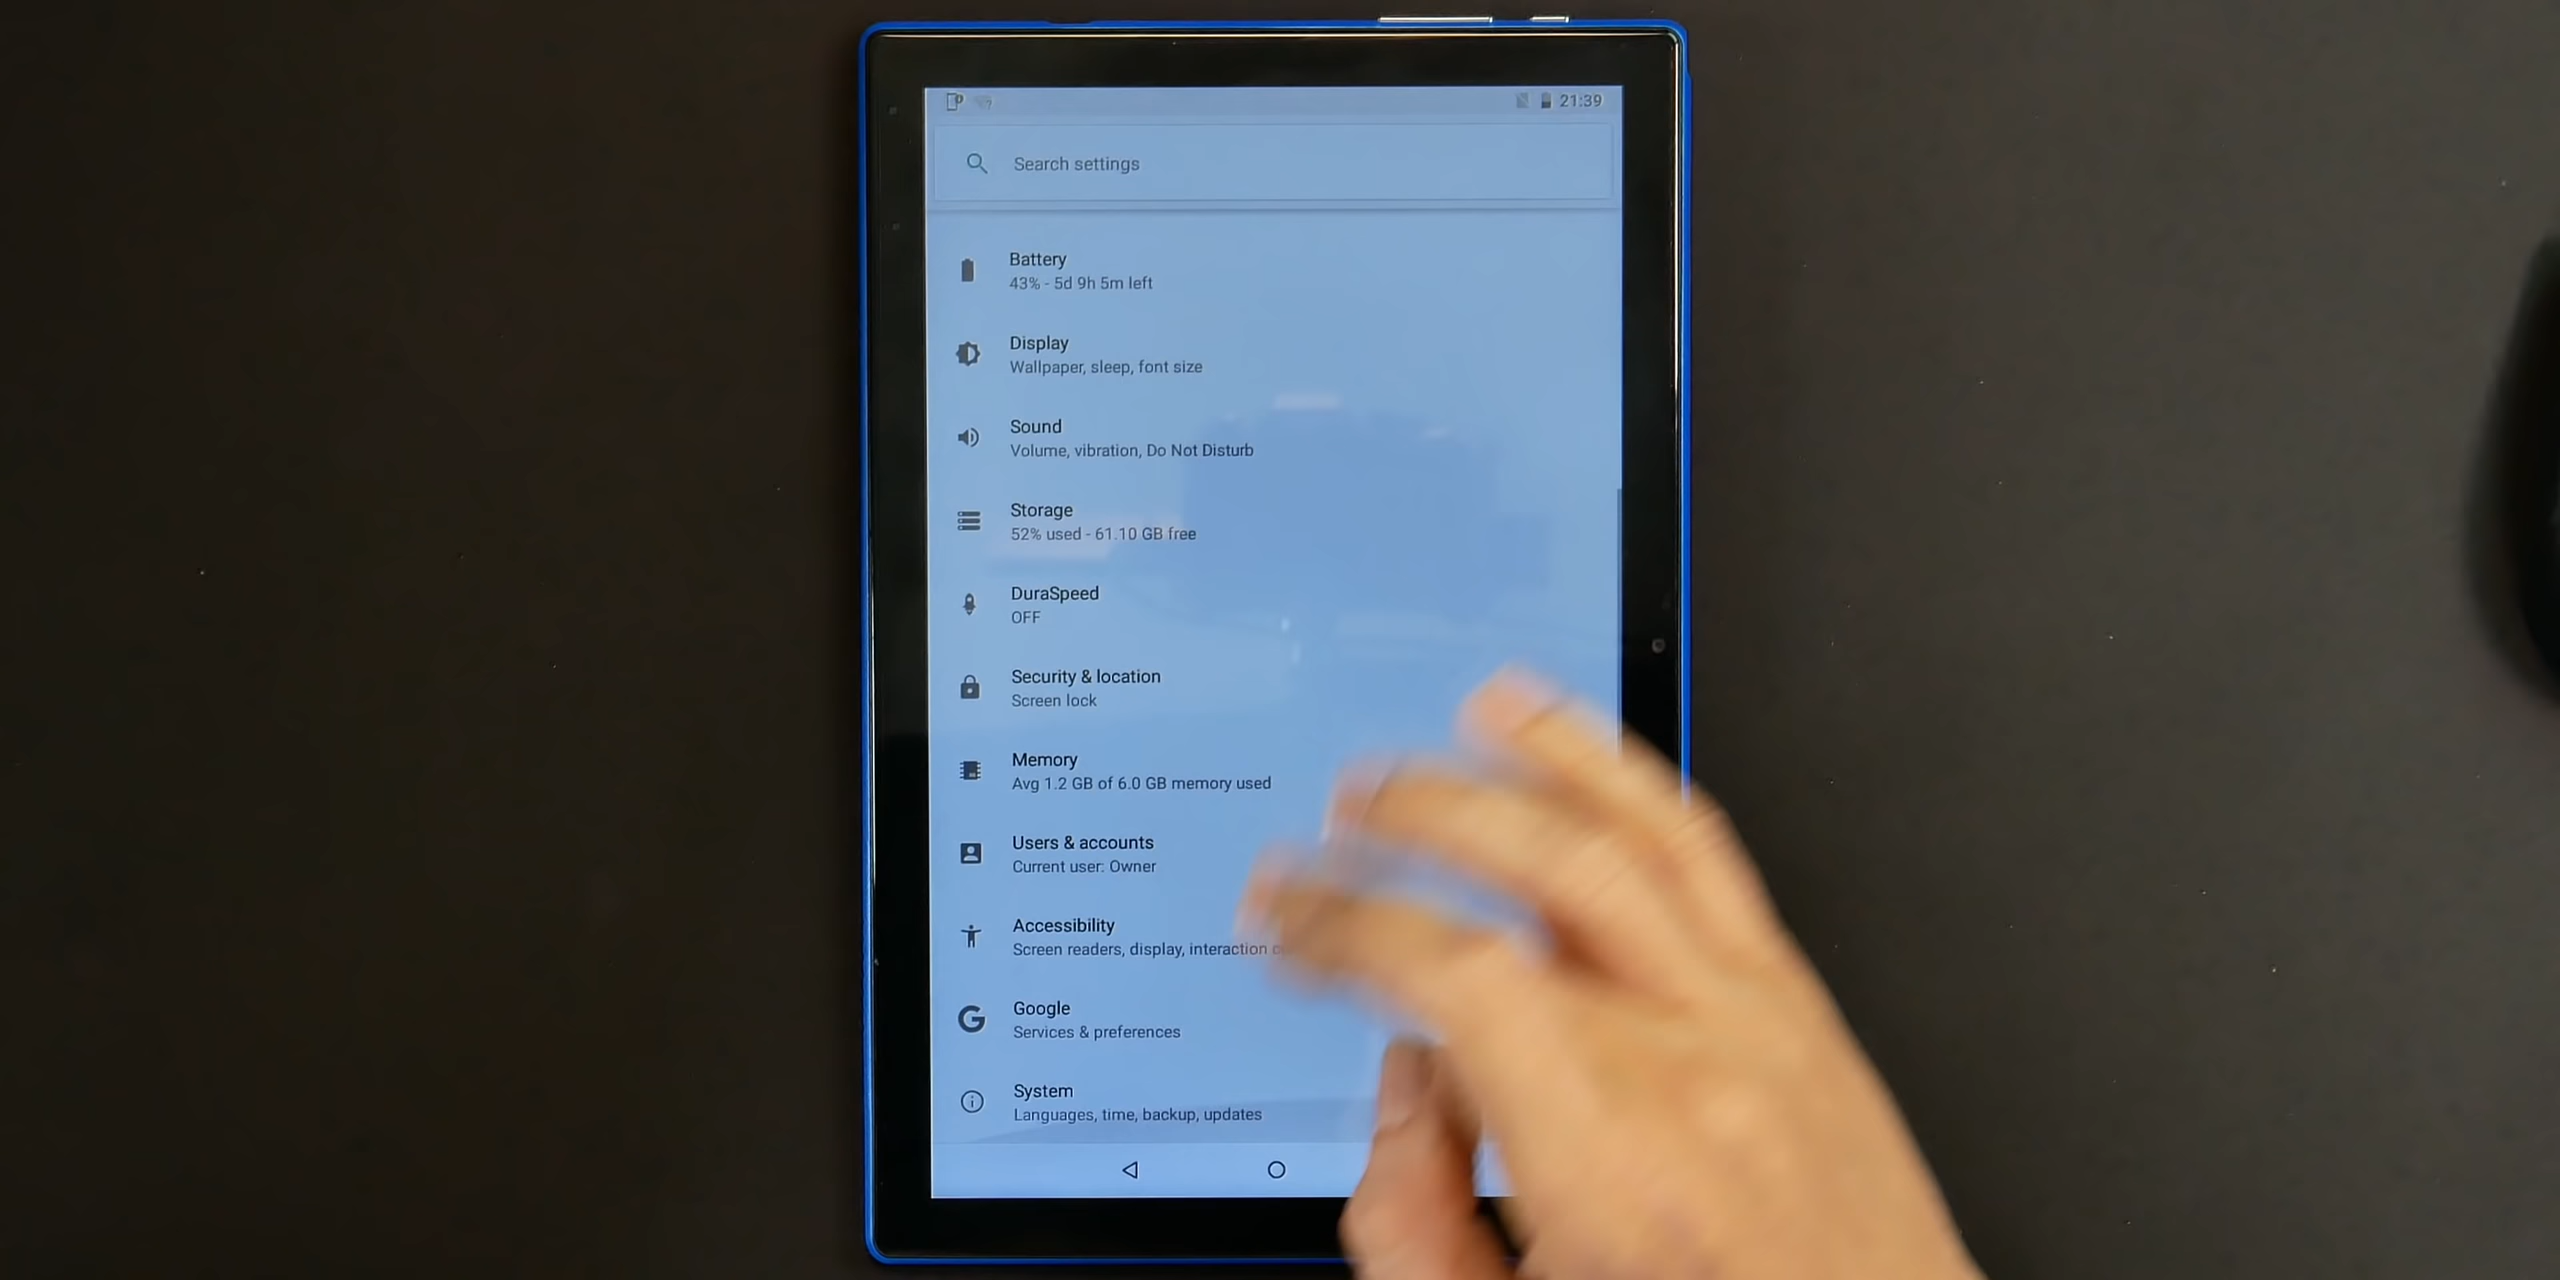 21:39
Search settings
Battery
43% - 5d 9h 5m left
Display
Wallpaper, sleep, font size
Sound
Volume, vibration, Do Not Disturb
Storage
52% used - 61.10 GB free
DuraSpeed
OFF
Security & location
Screen lock
Memory
Avg 1.2 GB of 6.0 GB memory used
Users & accounts
Current user: Owner
Accessibility
Screen readers, display, interaction
Google
Services & preferences
System
Languages, time, backup, updates